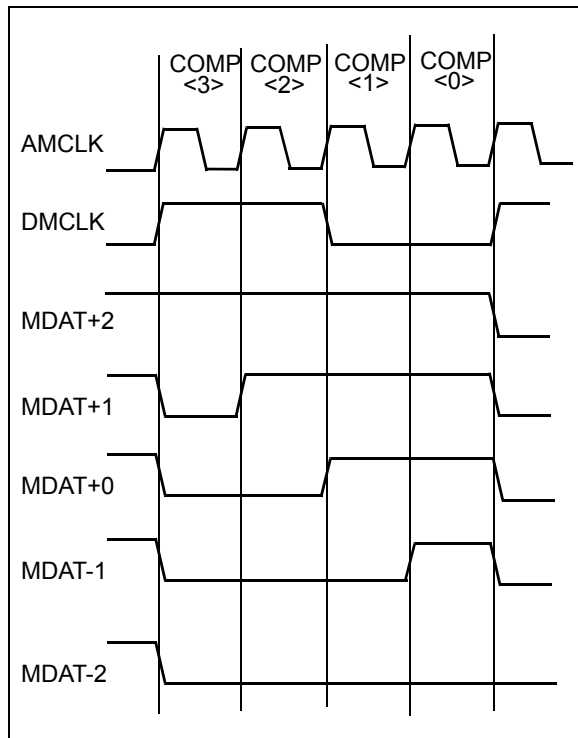 COMP COMP COMP COMP
<3> <2> <1> <0>
AMCLK
DMCLK
MDAT+2
MDAT+1
MDAT+0
MDAT-1
MDAT-2